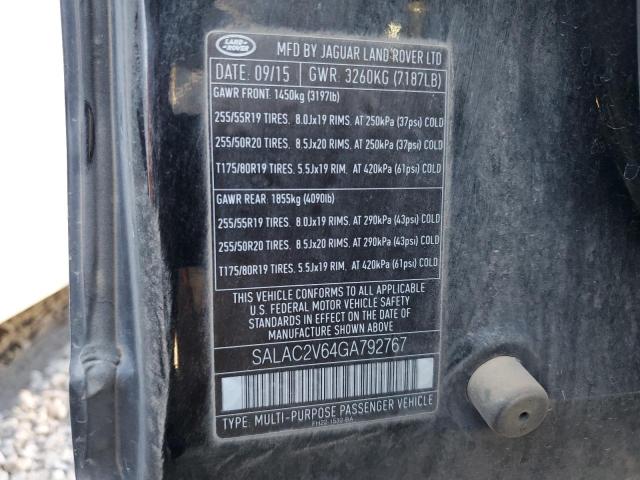 LAND ROVER
MFD BY JAGUAR LAND ROVER LTD
DATE: 09/15 GWR: 3260KG (7187LB)
GAWR FRONT: 1450kg (3197lb)
255/55R19 TIRES. 8.0Jx19 RIMS. AT 250kPa (37psi) COLD
255/50R20 TIRES. 8.5Jx20 RIMS. AT 250kPa (37psi) COLD
T175/80R19 TIRES. 5.5Jx19 RIM. AT 420kPa (61psi) COLD
GAWR REAR: 1855kg (4090lb)
255/55R19 TIRES. 8.0Jx19 RIMS. AT 290kPa (43psi) COLD
255/50R20 TIRES. 8.5Jx20 RIMS. AT 290kPa (43psi) COLD
T175/80R19 TIRES. 5.5Jx19 RIM. AT 420kPa (61psi) COLD
THIS VEHICLE CONFORMS TO ALL APPLICABLE
U.S. FEDERAL MOTOR VEHICLE SAFETY
STANDARDS IN EFFECT ON THE DATE OF
MANUFACTURE SHOWN ABOVE.
SALAC2V64GA792767
TYPE: MULTI-PURPOSE PASSENGER VEHICLE